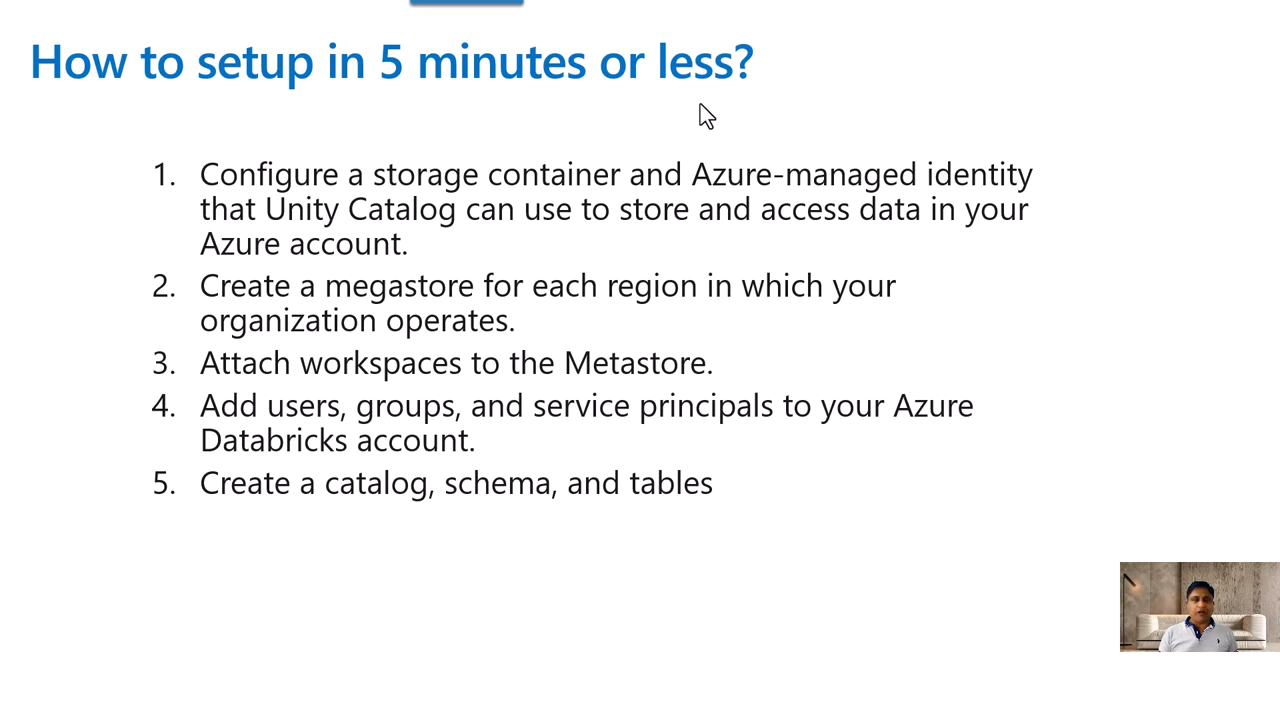 How to setup in 5 minutes or less?
1. Configure a storage container and Azure-managed identity
that Unity Catalog can use to store and access data in your
Azure account.
2. Create a megastore for each region in which your
organization operates.
3. Attach workspaces to the Metastore.
4. Add users, groups, and service principals to your Azure
Databricks account.
5. Create a catalog, schema, and tables